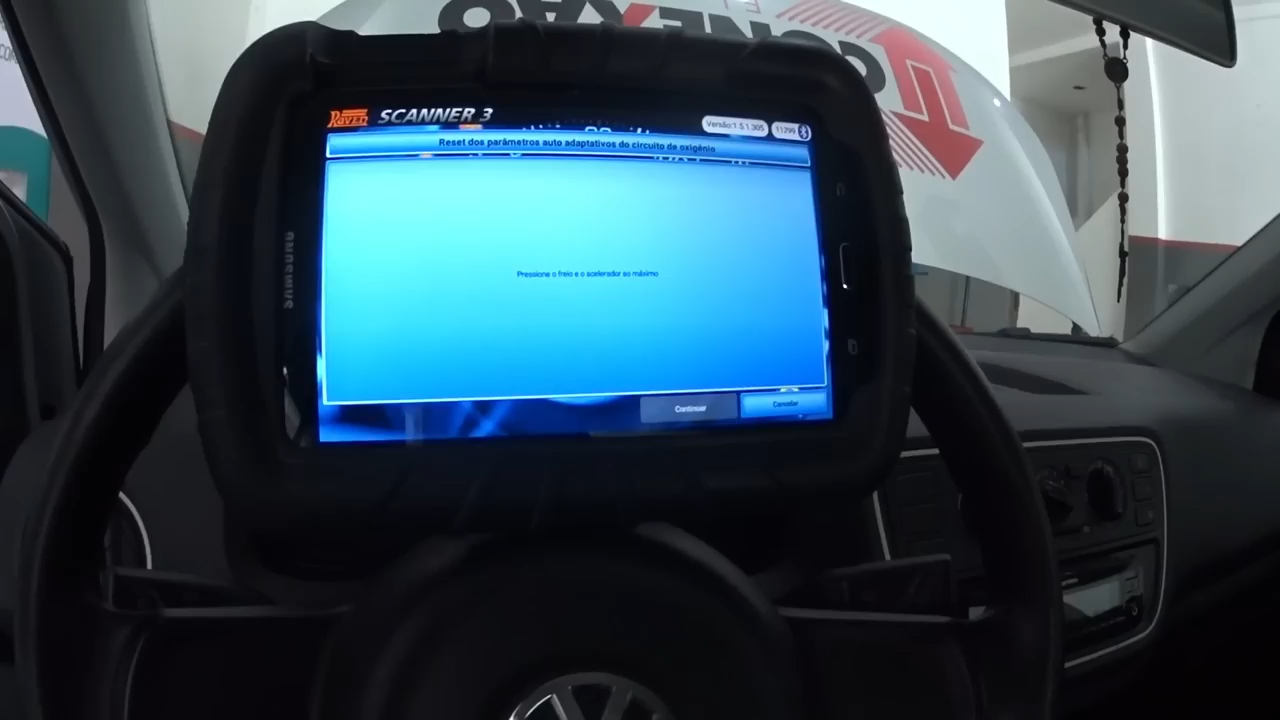 CONEXÃO
Raven SCANNER 3
Versão:1.5.1.305
11299
Reset dos parâmetros auto adaptativos do circuito de oxigênio
Pressione o freio e o acelerador ao máximo
Continuar
Cancelar
SAMSUNG